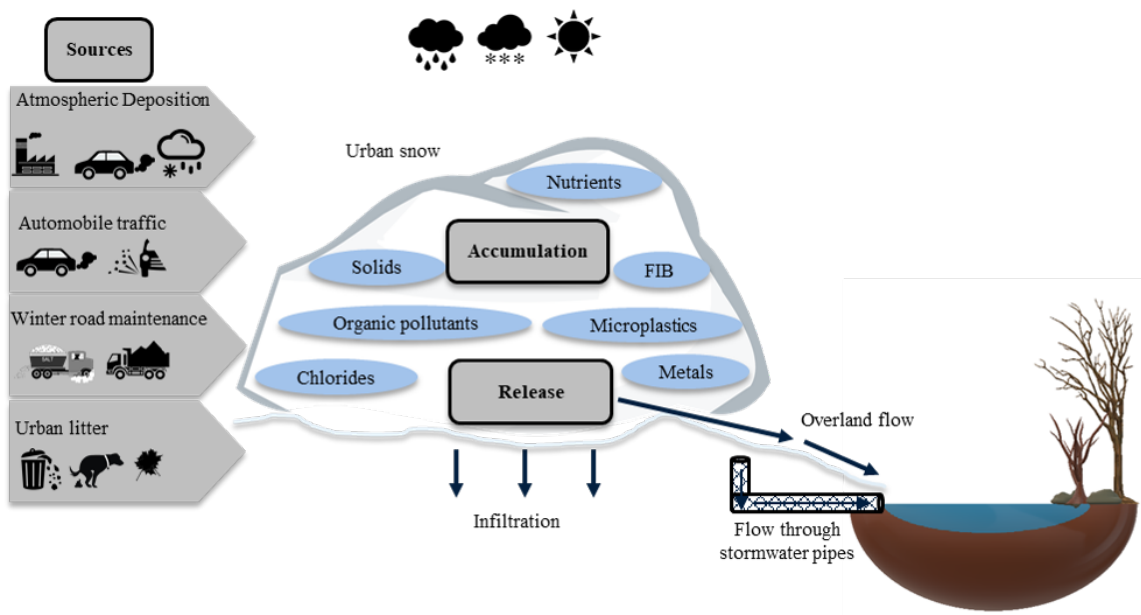 Sources
Atmospheric Deposition
Automobile traffic
Winter road maintenance
SALT
Urban litter
***
Urban snow
Nutrients
Accumulation
Solids
FIB
Organic pollutants
Microplastics
Chlorides
Metals
Release
Overland flow
Infiltration
Flow through
stormwater pipes